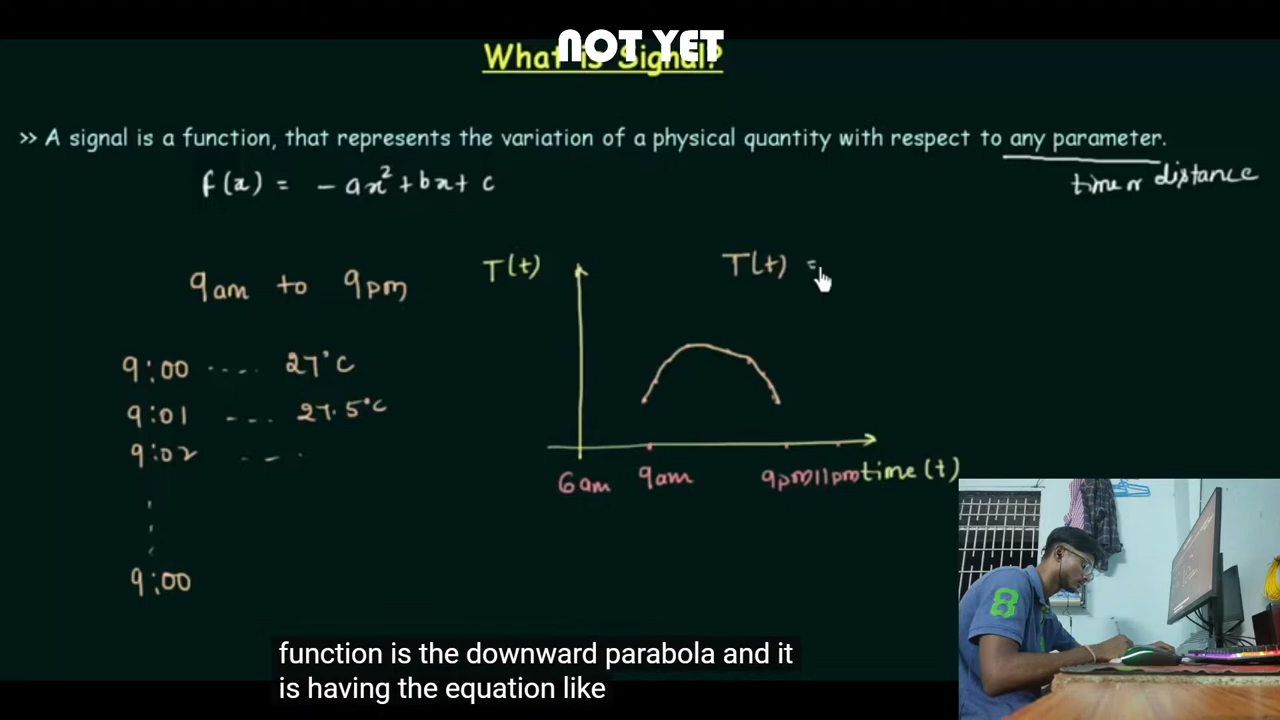 NOT YET
What is Signal?
>> A signal is a function, that represents the variation of a physical quantity with respect to any parameter.
f(x) = - ax² + bx + c
time or distance
9am to 9pm
T(t)
T(t) =
9:00 .... 27°C
9:01 --- 27.5°C
9:02 ---
9:00
6am 9am 9pm 11pm time (t)
8
function is the downward parabola and it
is having the equation like